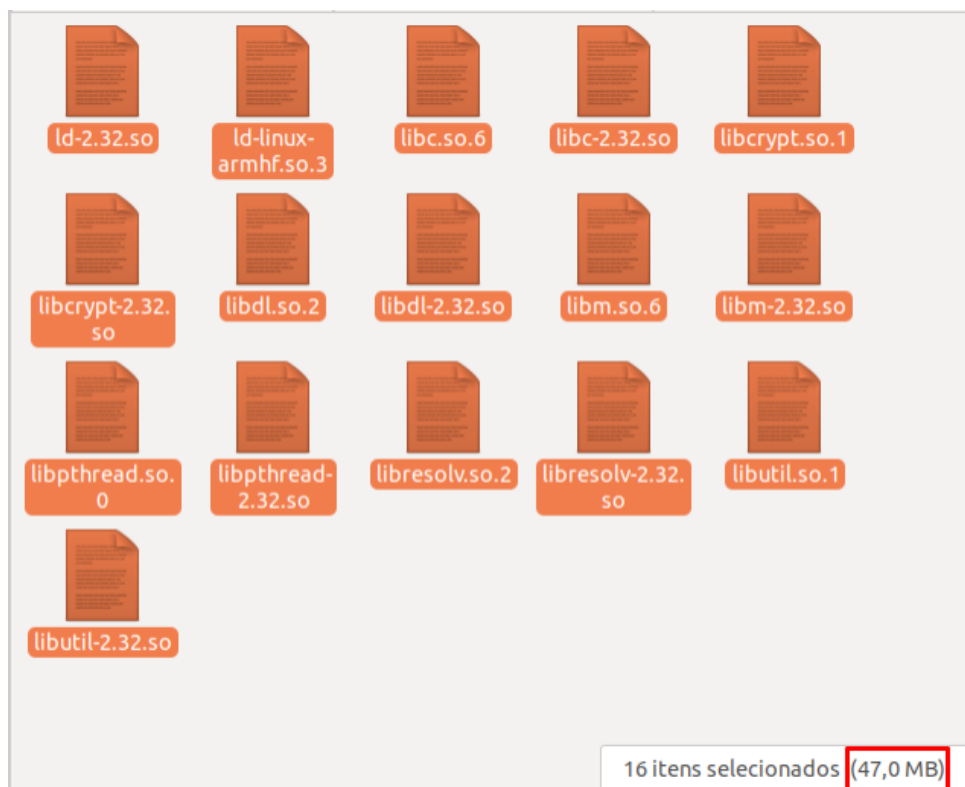 ld-2.32.so
ld-linux-
armhf.so.3
libc.so.6
libc-2.32.so
libcrypt.so.1
libcrypt-2.32.
so
libdl.so.2
libdl-2.32.so
libm.so.6
libm-2.32.so
libpthread.so.
0
libpthread-
2.32.so
libresolv.so.2
libresolv-2.32.
so
libutil.so.1
libutil-2.32.so
16 itens selecionados (47,0 MB)